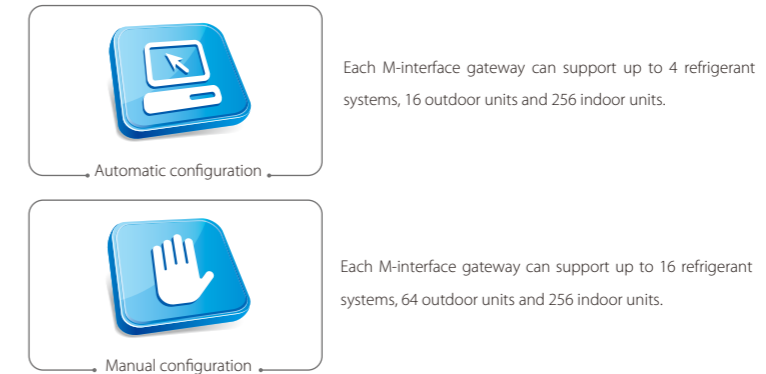 Each M-interface gateway can support up to 4 refrigerant
systems, 16 outdoor units and 256 indoor units.
Automatic configuration
Each M-interface gateway can support up to 16 refrigerant
systems, 64 outdoor units and 256 indoor units.
Manual configuration